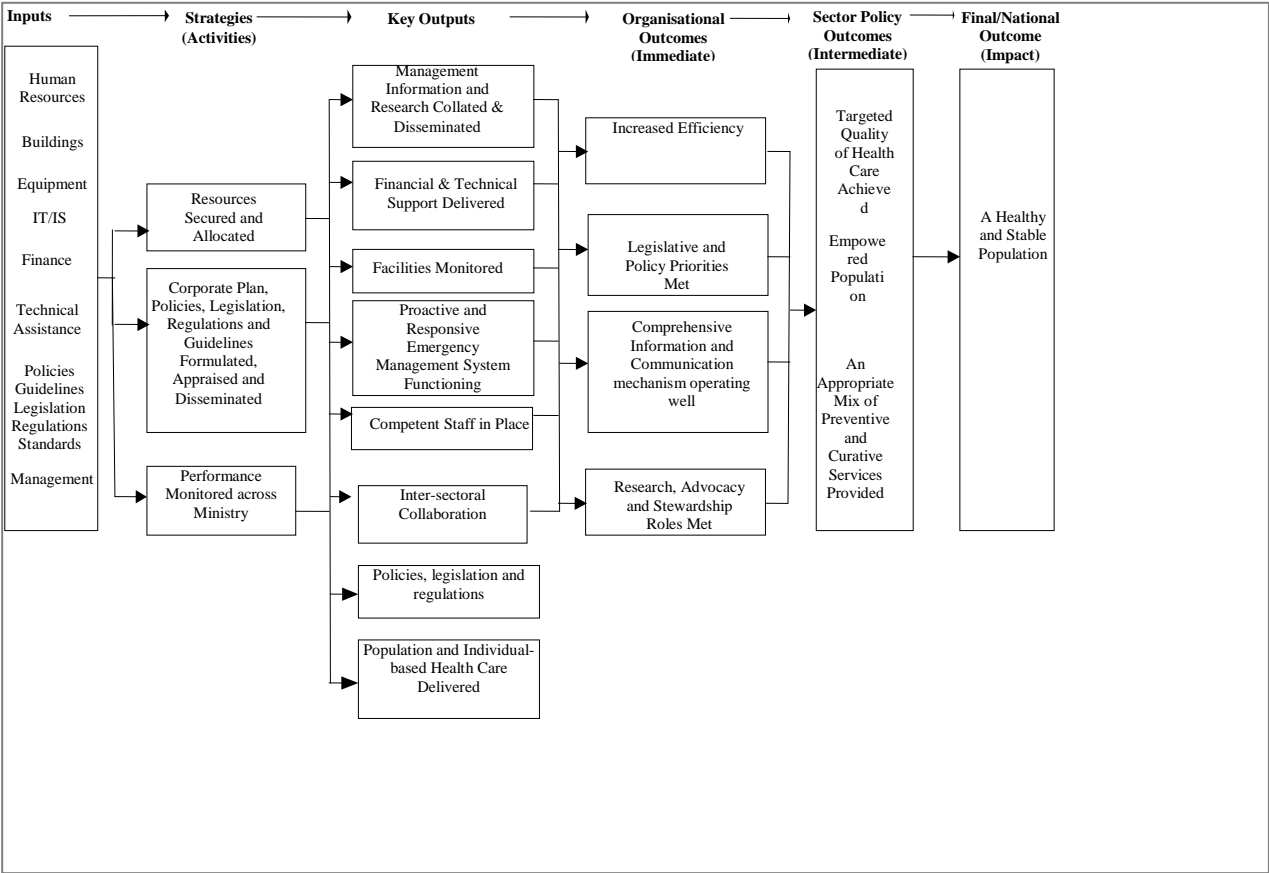 Inputs
Strategies
(Activities)
Key Outputs
Organisational
Outcomes
(Immediate)
Sector Policy
Outcomes
(Intermediate)
Final/National
Outcome
(Impact)
Human
Resources
Buildings
Equipment
IT/IS
Finance
Technical
Assistance
Policies
Guidelines
Legislation
Regulations
Standards
Management
Resources
Secured and
Allocated
Corporate Plan,
Policies, Legislation,
Regulations and
Guidelines
Formulated,
Appraised and
Disseminated
Performance
Monitored across
Ministry
Management
Information and
Research Collated &
Disseminated
Financial & Technical
Support Delivered
Facilities Monitored
Proactive and
Responsive
Emergency
Management System
Functioning
Competent Staff in Place
Inter-sectoral
Collaboration
Policies, legislation and
regulations
Population and Individual-
based Health Care
Delivered
Increased Efficiency
Legislative and
Policy Priorities
Met
Comprehensive
Information and
Communication
mechanism operating
well
Research, Advocacy
and Stewardship
Roles Met
Targeted
Quality
of Health
Care
Achieve
d
Empowe
red
Populati
on
An
Appropriate
Mix of
Preventive
and
Curative
Services
Provided
A Healthy
and Stable
Population